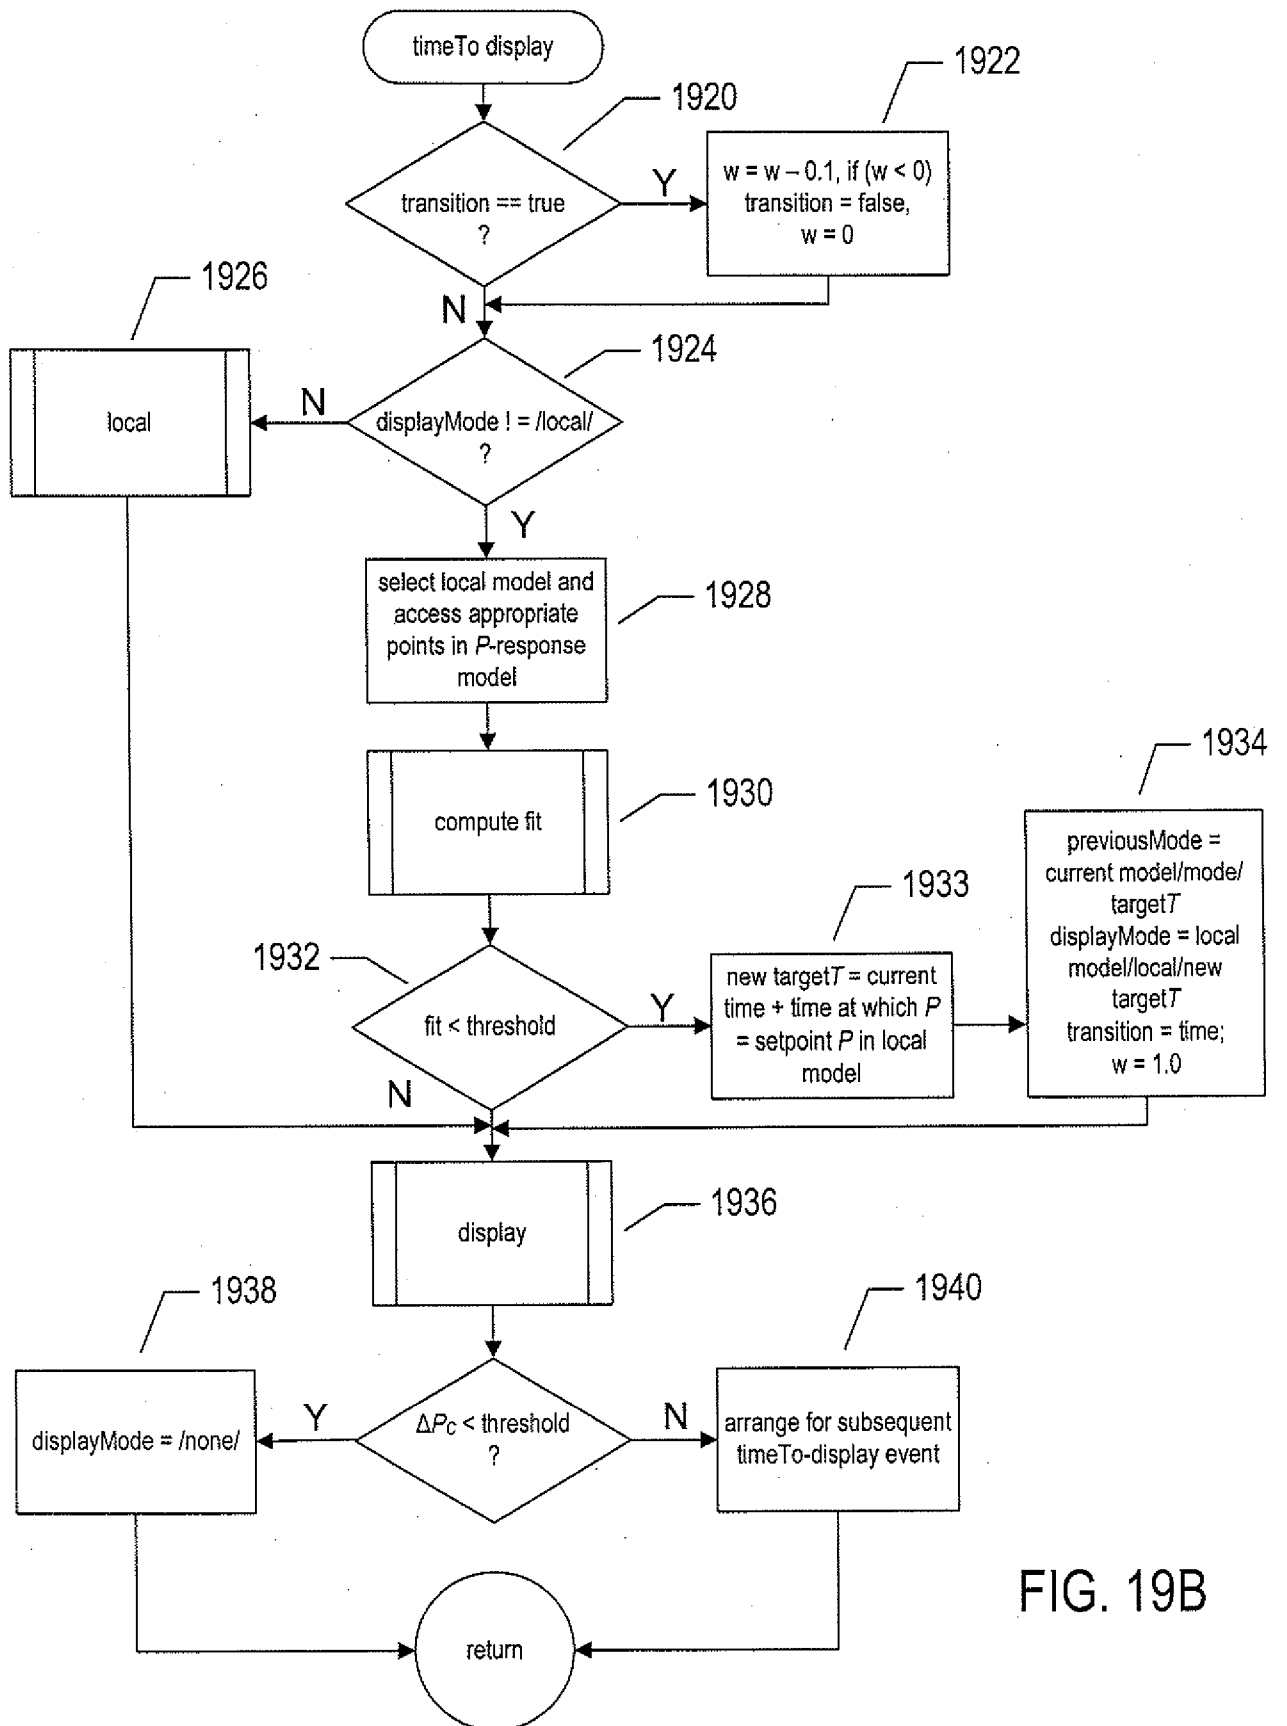 timeTo display
1920
1922
transition == true
?
Y
w = w – 0.1, if (w < 0)
transition = false,
w = 0
N
1926
1924
local
N
displayMode ! = /local/
?
Y
select local model and
access appropriate
points in P-response
model
1928
compute fit
1930
1934
previousMode =
current model/mode/
targetT
displayMode = local
model/local/new
targetT
transition = time;
w = 1.0
1933
1932
fit < threshold
Y
new targetT = current
time + time at which P
= setpoint P in local
model
N
display
1936
1938
1940
displayMode = /none/
Y
ΔPC < threshold
?
N
arrange for subsequent
timeTo-display event
return
FIG. 19B